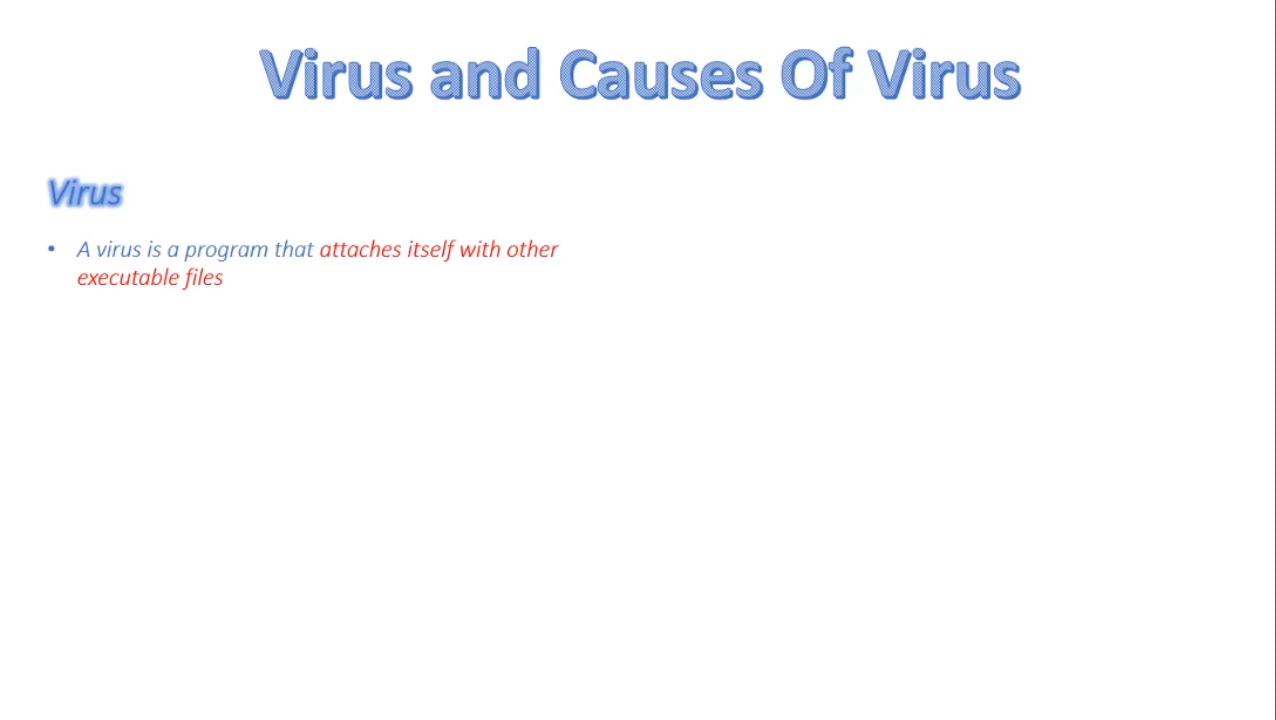 Virus and Causes Of Virus
Virus
• A virus is a program that attaches itself with other
executable files